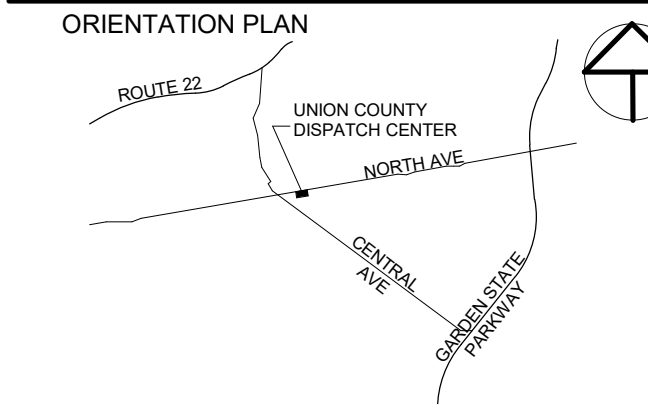 ORIENTATION PLAN
ROUTE 22
UNION COUNTY
DISPATCH CENTER
NORTH AVE
CENTRAL
AVE
GARDEN STATE
PARKWAY